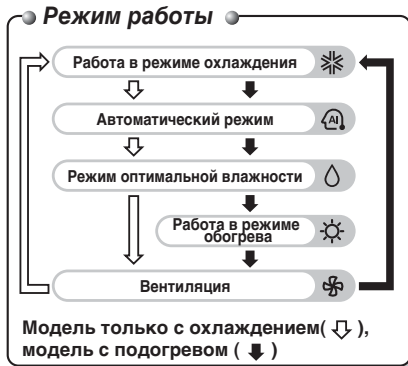 Режим работы
Работа в режиме охлаждения
Автоматический режим
AI
Режим оптимальной влажности
Работа в режиме
обогрева
Вентиляция
Модель только с охлаждением( ⇩ ),
модель с подогревом ( ⬇ )